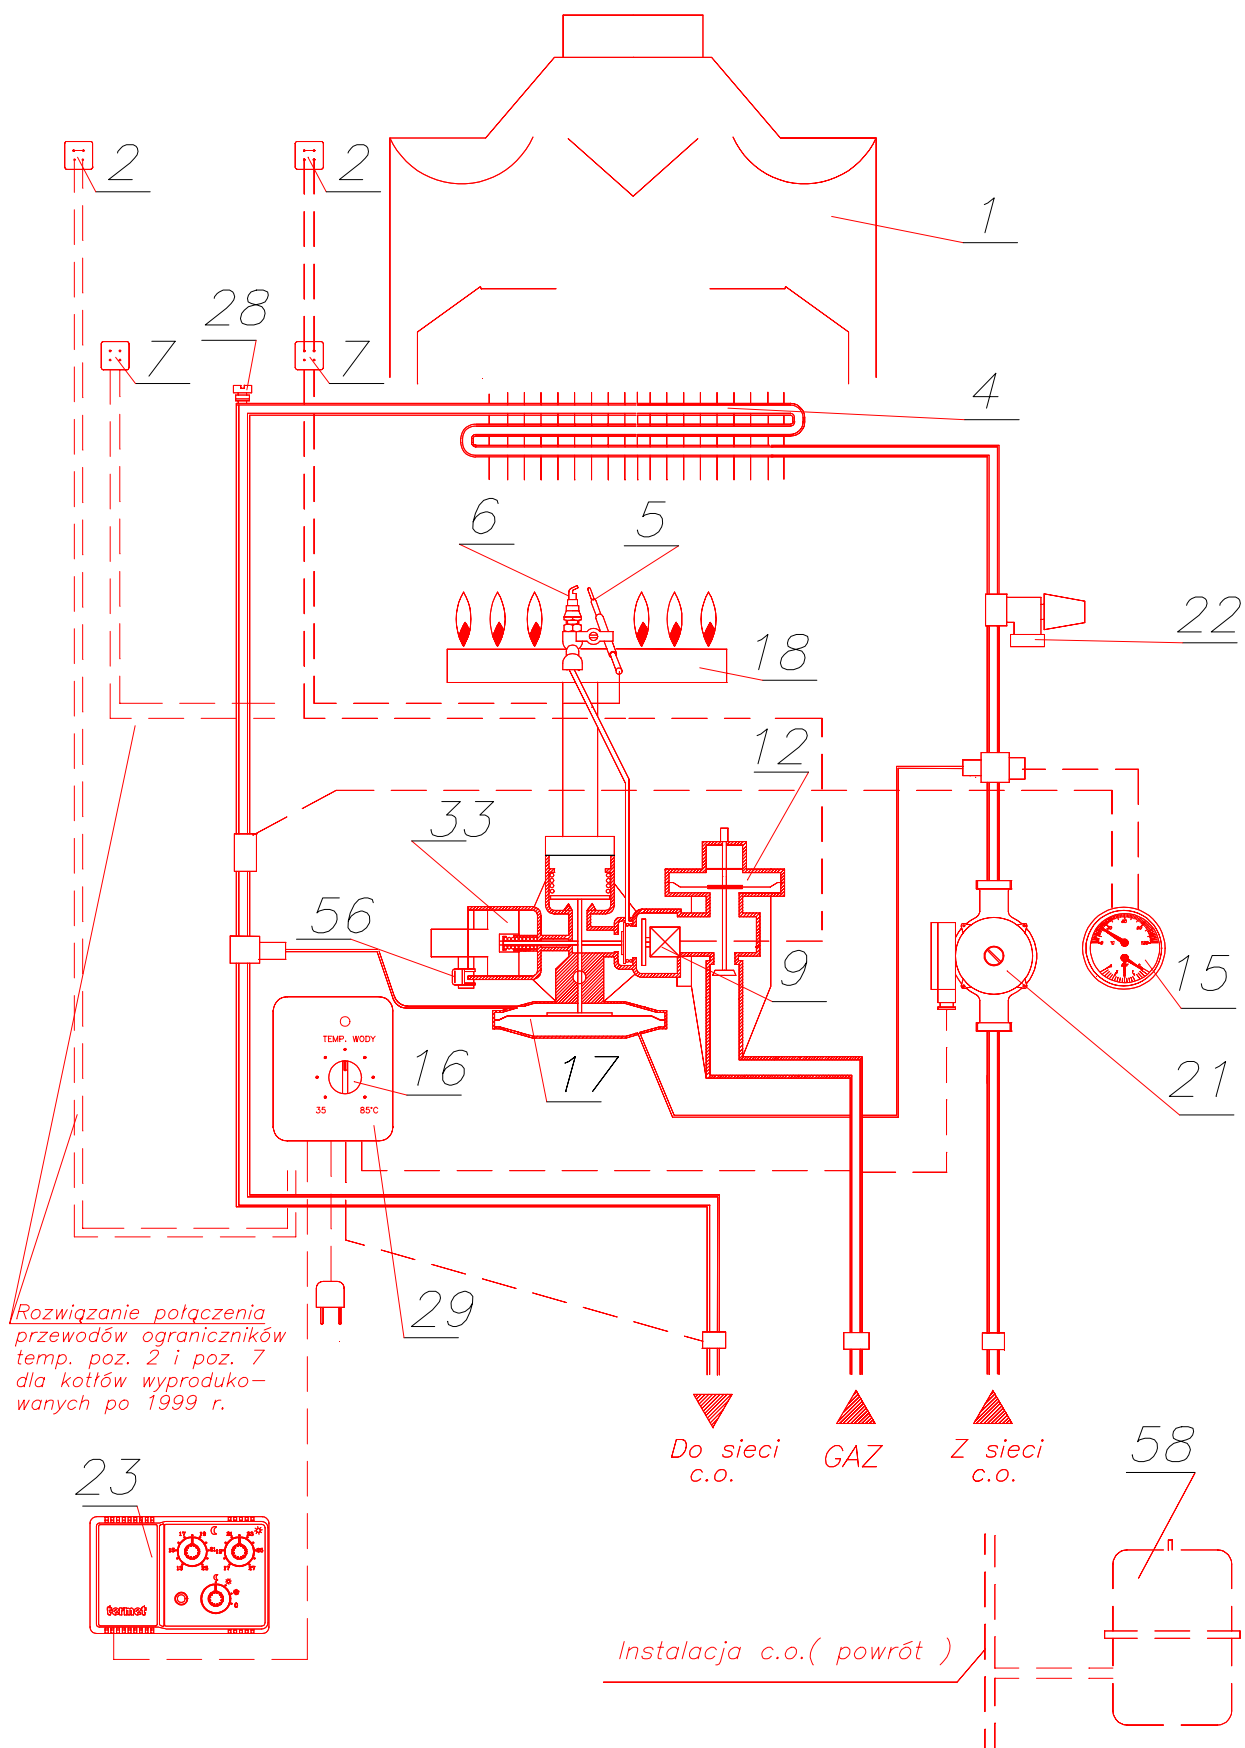 2
2
1
28
7
7
4
6
5
22
18
12
33
56
9
15
TEMP. WODY
16
17
21
35
85°C
29
Rozwiązanie połączenia
przewodów ograniczników
temp. poz. 2 i poz. 7
dla kotłów wyproduko-
wanych po 1999 r.
Do sieci
c.o.
GAZ
Z sieci
c.o.
58
23
termet
Instalacja c.o.( powrót )